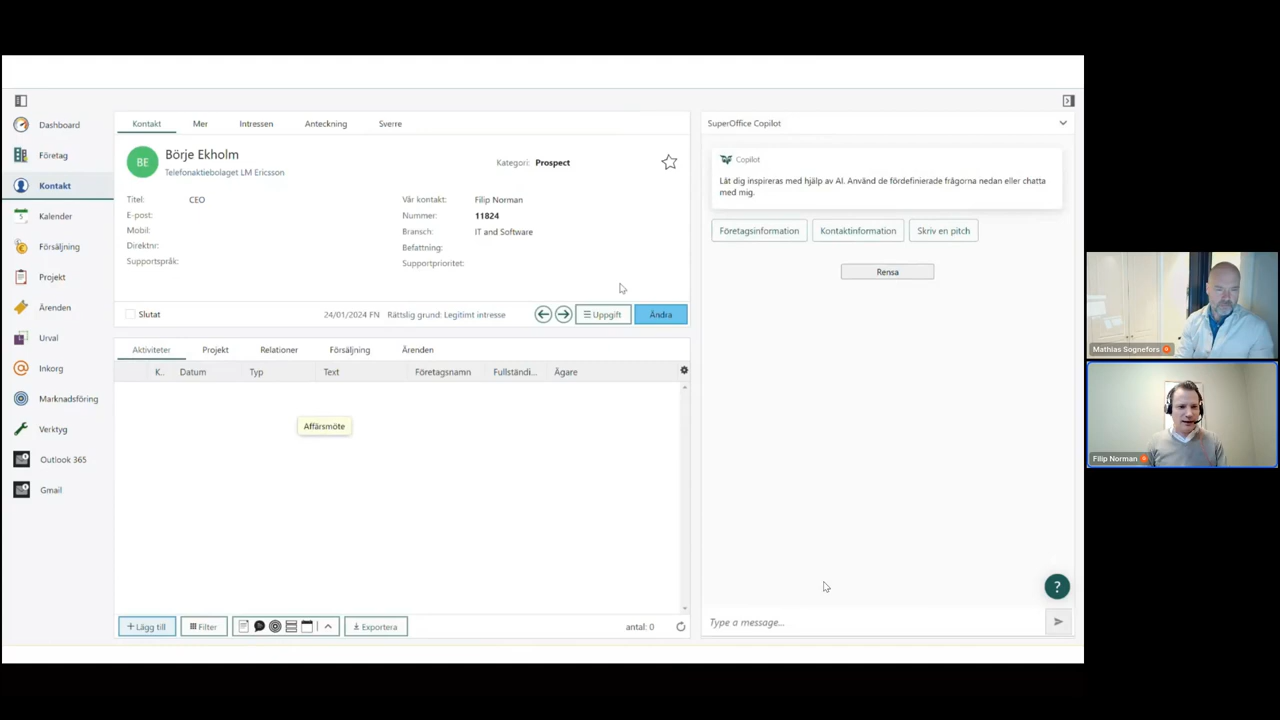 Dashboard
Företag
Kontakt
Kalender
Försäljning
Projekt
Ärenden
Urval
Inkorg
Marknadsföring
Verktyg
Outlook 365
Gmail
5
Kontakt Mer Intressen Anteckning Sverre
BE
Börje Ekholm
Telefonaktiebolaget LM Ericsson
Kategori: Prospect
Titel: CEO
E-post:
Mobil:
Direktnr:
Supportspråk:
Vår kontakt: Filip Norman
Nummer: 11824
Bransch: IT and Software
Befattning:
Supportprioritet:
Slutat 24/01/2024 FN Rättslig grund: Legitimt intresse Uppgift Ändra
Aktiviteter Projekt Relationer Försäljning Ärenden
K.. Datum Typ Text Företagsnamn Fullständi... Ägare
Affärsmöte
+ Lägg till Filter Exportera antal: 0
SuperOffice Copilot
Copilot
Låt dig inspireras med hjälp av AI. Använd de fördefinierade frågorna nedan eller chatta
med mig.
Företagsinformation Kontaktinformation Skriv en pitch
Rensa
?
Type a message...
Mathias Sognefors
Filip Norman